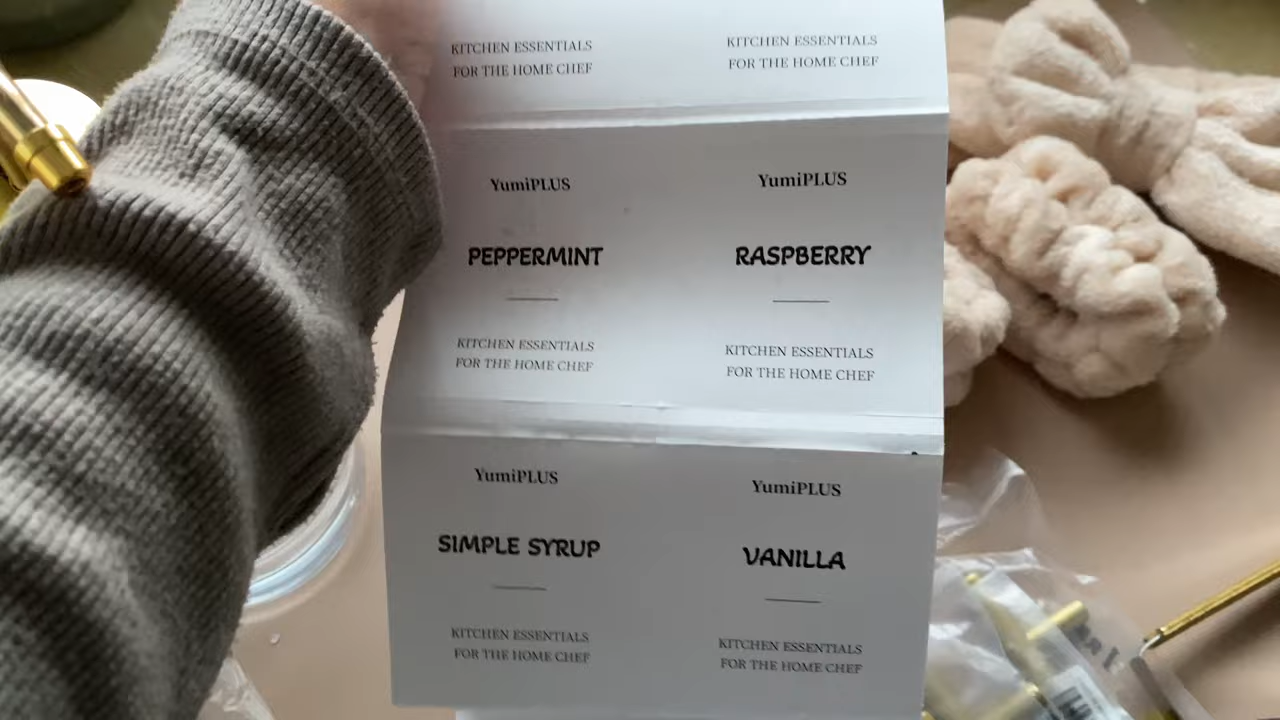 KITCHEN ESSENTIALS
FOR THE HOME CHEF
KITCHEN ESSENTIALS
FOR THE HOME CHEF
YumiPLUS
PEPPERMINT
KITCHEN ESSENTIALS
FOR THE HOME CHEF
YumiPLUS
RASPBERRY
KITCHEN ESSENTIALS
FOR THE HOME CHEF
YumiPLUS
SIMPLE SYRUP
KITCHEN ESSENTIALS
FOR THE HOME CHEF
YumiPLUS
VANILLA
KITCHEN ESSENTIALS
FOR THE HOME CHEF